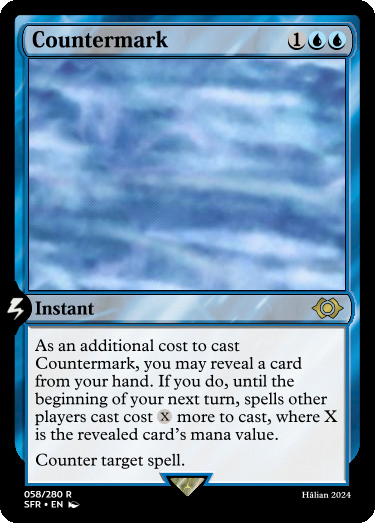 Countermark 1
Instant
As an additional cost to cast
Countermark, you may reveal a card
from your hand. If you do, until the
beginning of your next turn, spells other
players cast cost X more to cast, where X
is the revealed card's mana value.
Counter target spell.
058/280 R
SFR • EN
Hālian 2024